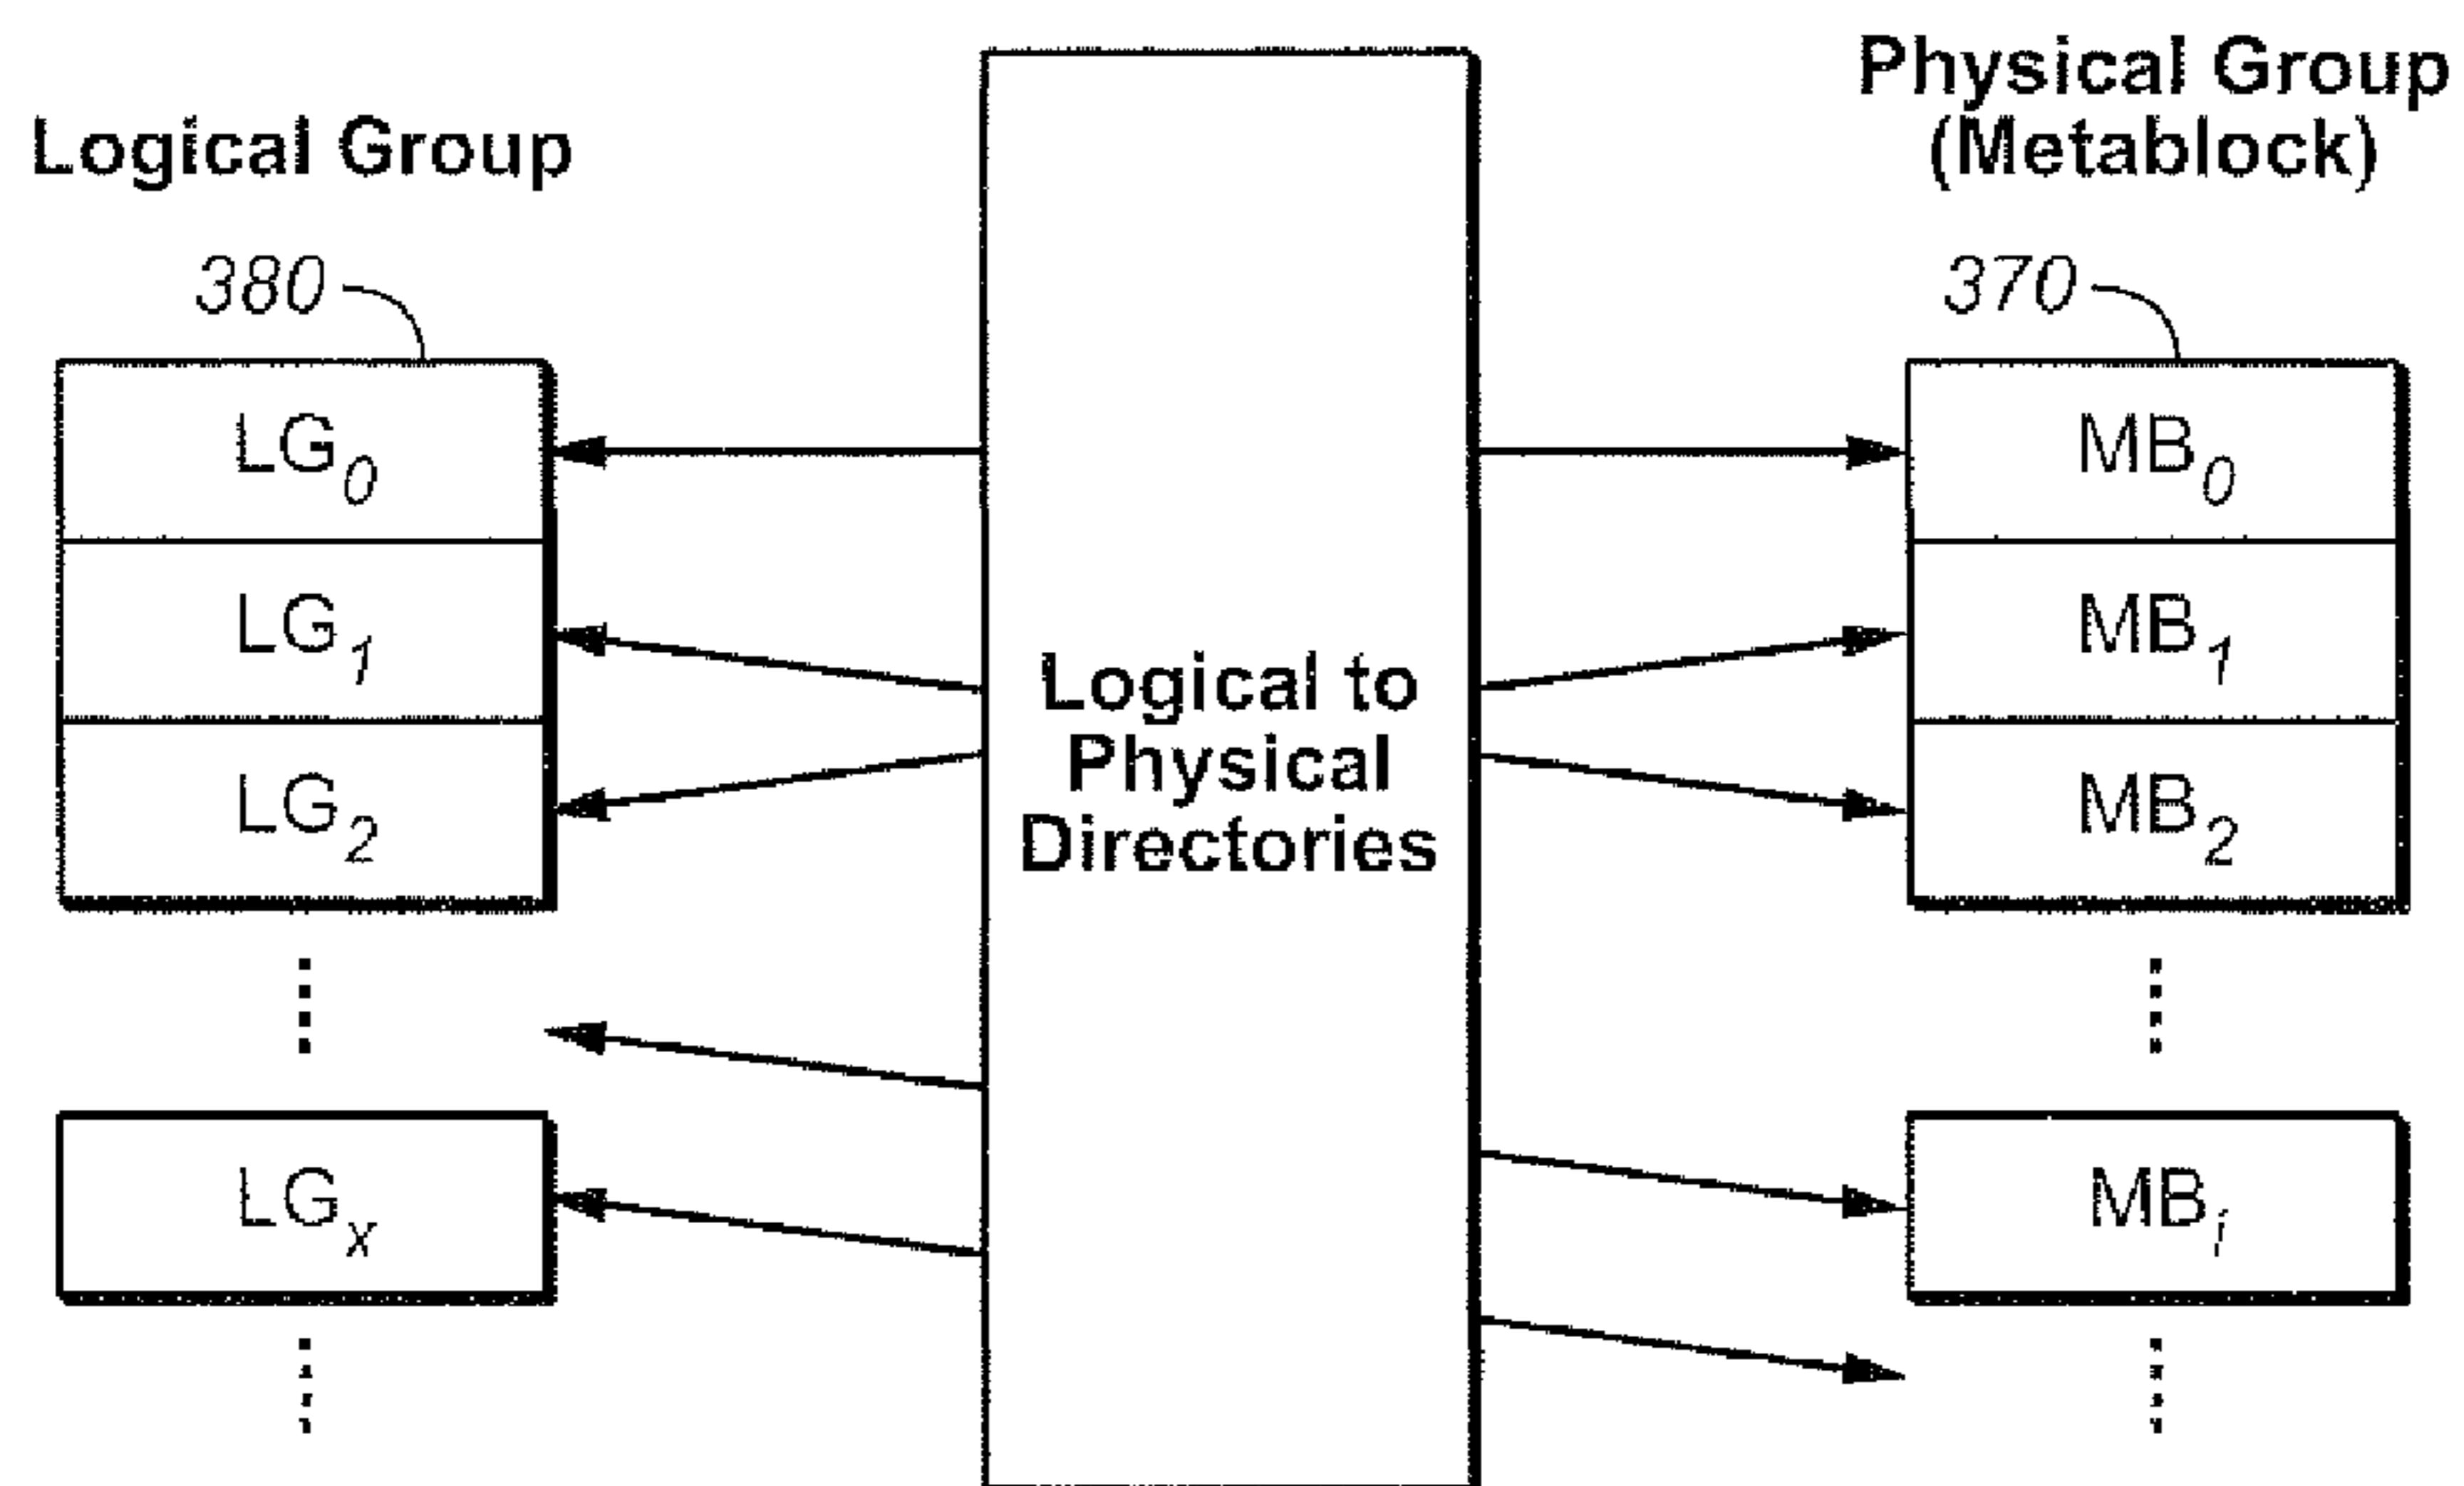 Logical Group
380
LG0
LG1
LG2
LGx
Logical to
Physical
Directories
Physical Group
(Metablock)
370
MB0
MB1
MB2
MBi